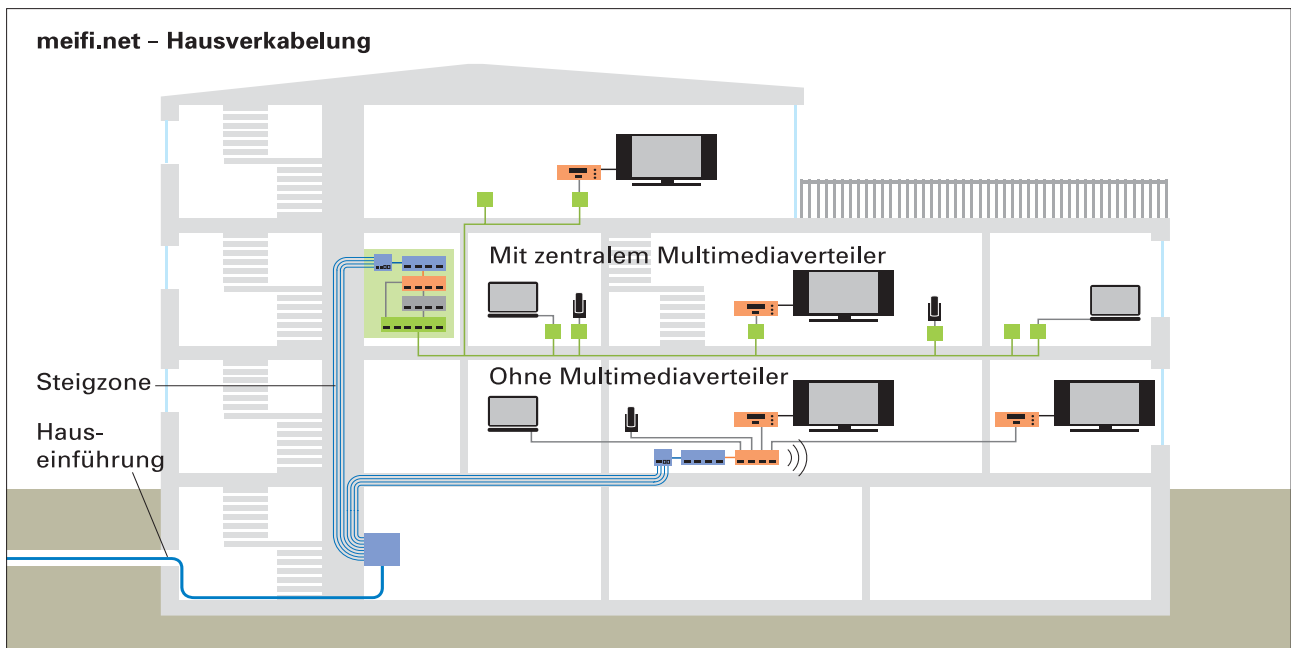 meifi.net – Hausverkabelung
Mit zentralem Multimediaverteiler
Steigzone
Ohne Multimediaverteiler
Haus-
einführung